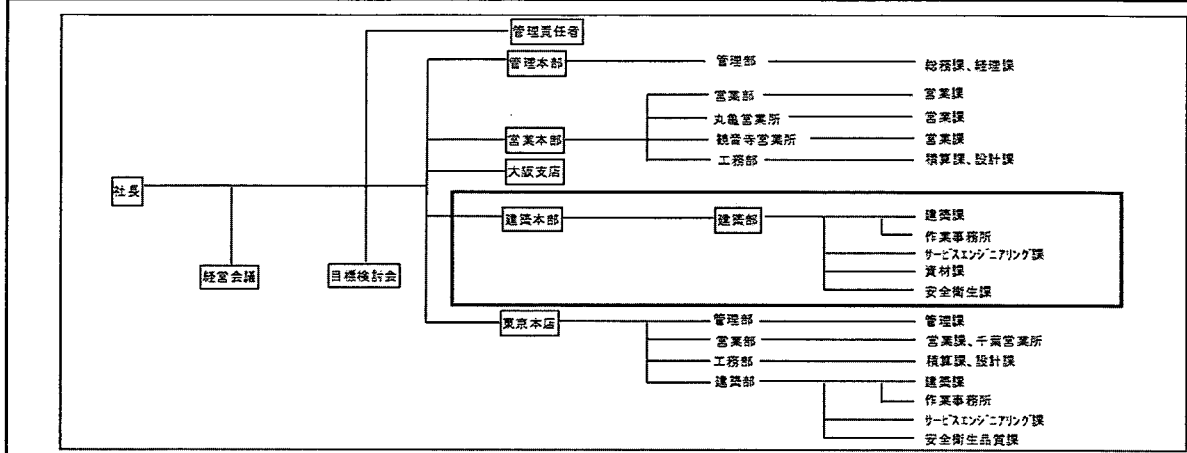 管理責任者
管理本部 管理部 総務課、経理課
営業部 営業課
丸亀営業所 営業課
営業本部 観音寺営業所 営業課
工務部 積算課、設計課
大阪支店
社長
建築本部 建築部 建築課
作業事務所
サービスエンジニアリング課
資材課
安全衛生課
経営会議 目標検討会
東京本店 管理部 管理課
営業部 営業課、千葉営業所
工務部 積算課、設計課
建築部 建築課
作業事務所
サービスエンジニアリング課
安全衛生品質課